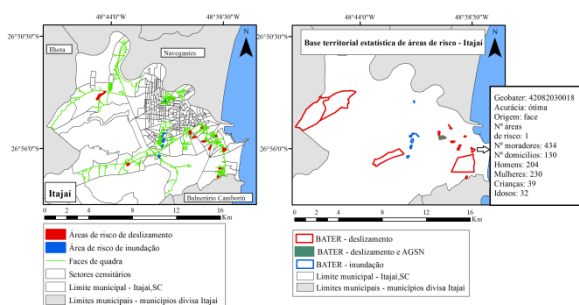 48°44'0"W
48°38'30"S
26°50'30"S
Ilhota
Navegantes
N
26°56'0"S
Itajaí
Balneário Camboriú
0 2 4 8 12 16
Km
Áreas de risco de deslizamento
Área de risco de inundação
Faces de quadra
Setores censitários
Limite municipal - Itajaí,SC
Limites municipais - municípios divisa Itajaí
48°44'0"W
48°38'30"S
26°50'30"S
Base territorial estatística de áreas de risco - Itajaí
N
26°56'0"S
Geobater: 42082030018
Acurácia: ótima
Origem: face
Nº áreas
de risco: 1
Nº moradores: 434
Nº domicílios: 130
Homens: 204
Mulheres: 230
Crianças: 39
Idosos: 32
0 2 4 8 12 16
Km
BATER - deslizamento
BATER - deslizamento e AGSN
BATER - inundação
Limite municipal - Itajaí,SC
Limites municipais - municípios divisa Itajaí